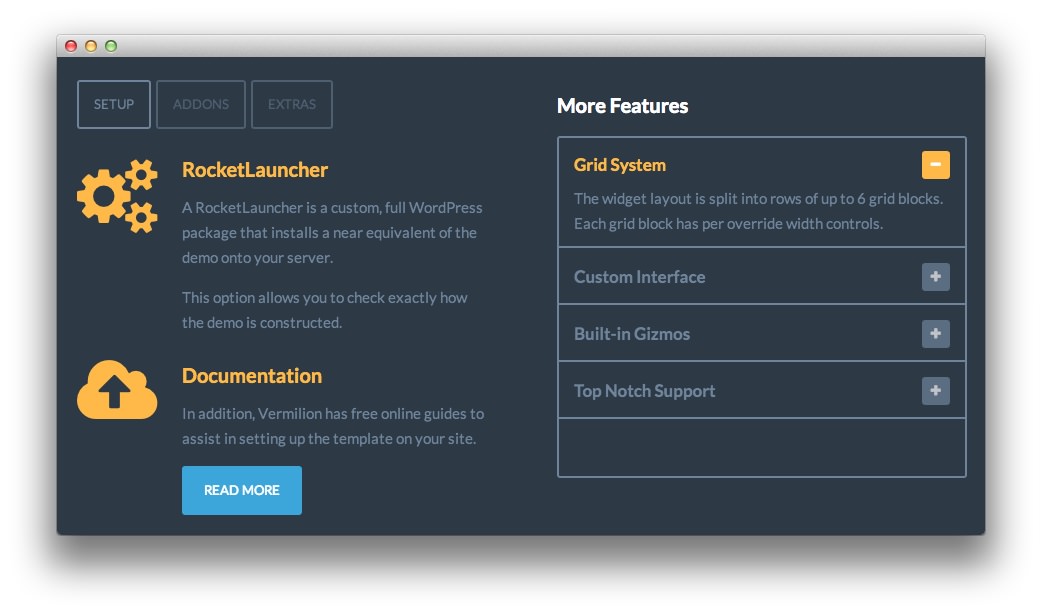 SETUP
ADDONS
EXTRAS
RocketLauncher
A RocketLauncher is a custom, full WordPress
package that installs a near equivalent of the
demo onto your server.
This option allows you to check exactly how
the demo is constructed.
Documentation
In addition, Vermilion has free online guides to
assist in setting up the template on your site.
READ MORE
More Features
Grid System
The widget layout is split into rows of up to 6 grid blocks.
Each grid block has per override width controls.
Custom Interface
Built-in Gizmos
Top Notch Support